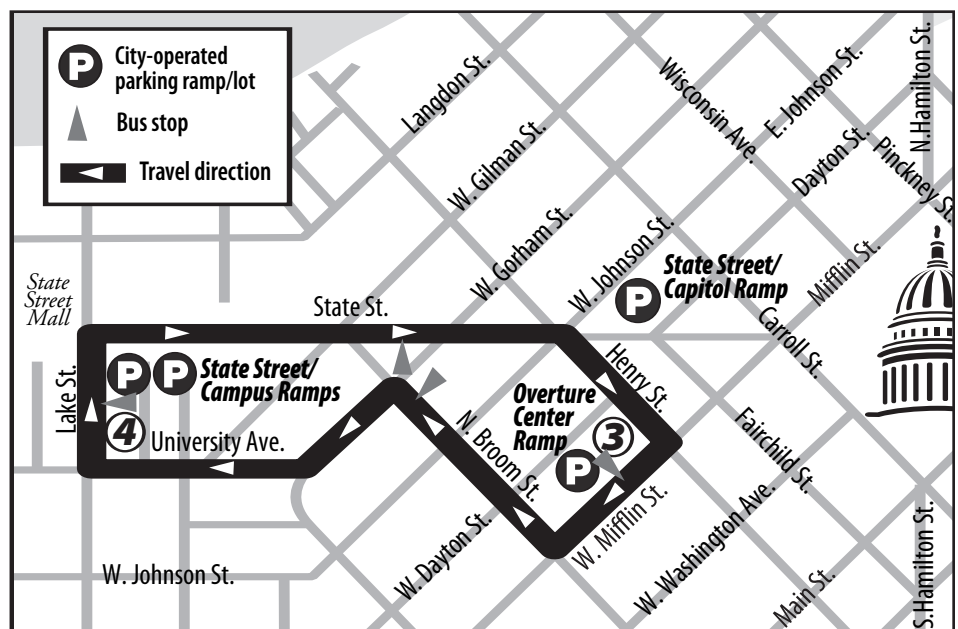 P
City-operated
parking ramp/lot
Bus stop
Travel direction
Langdon St.
Wisconsin Ave.
E. Johnson St.
N.Hamilton St.
W. Gilman St.
Dayton St.
Pinckney St.
W. Gorham St.
W. Johnson St.
Mifflin St.
State
Street
Mall
State St.
State Street/
Capitol Ramp
P
Carroll St.
Lake St.
P P
State Street/
Campus Ramps
4
University Ave.
Henry St.
Overture
Center
Ramp
3
P
N. Broom St.
Fairchild St.
W. Mifflin St.
W. Dayton St.
W. Washington Ave.
W. Johnson St.
Main St.
S.Hamilton St.